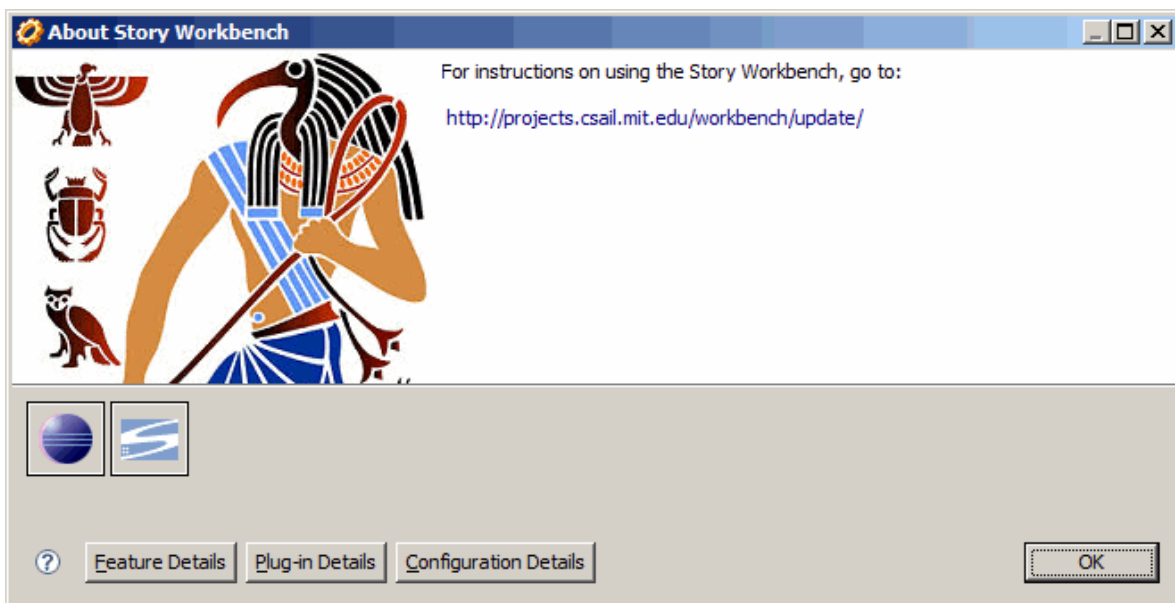 About Story Workbench
For instructions on using the Story Workbench, go to:
http://projects.csail.mit.edu/workbench/update/
Feature Details
Plug-in Details
Configuration Details
OK